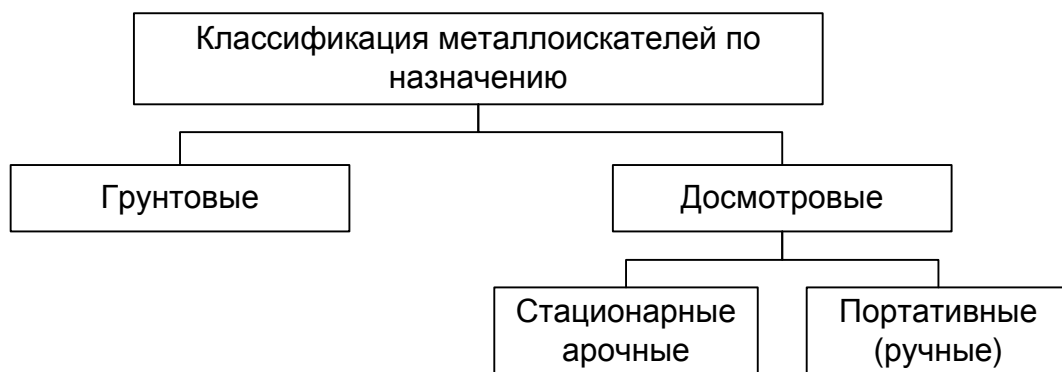 Классификация металлоискателей по
назначению
Грунтовые
Досмотровые
Стационарные
арочные
Портативные
(ручные)